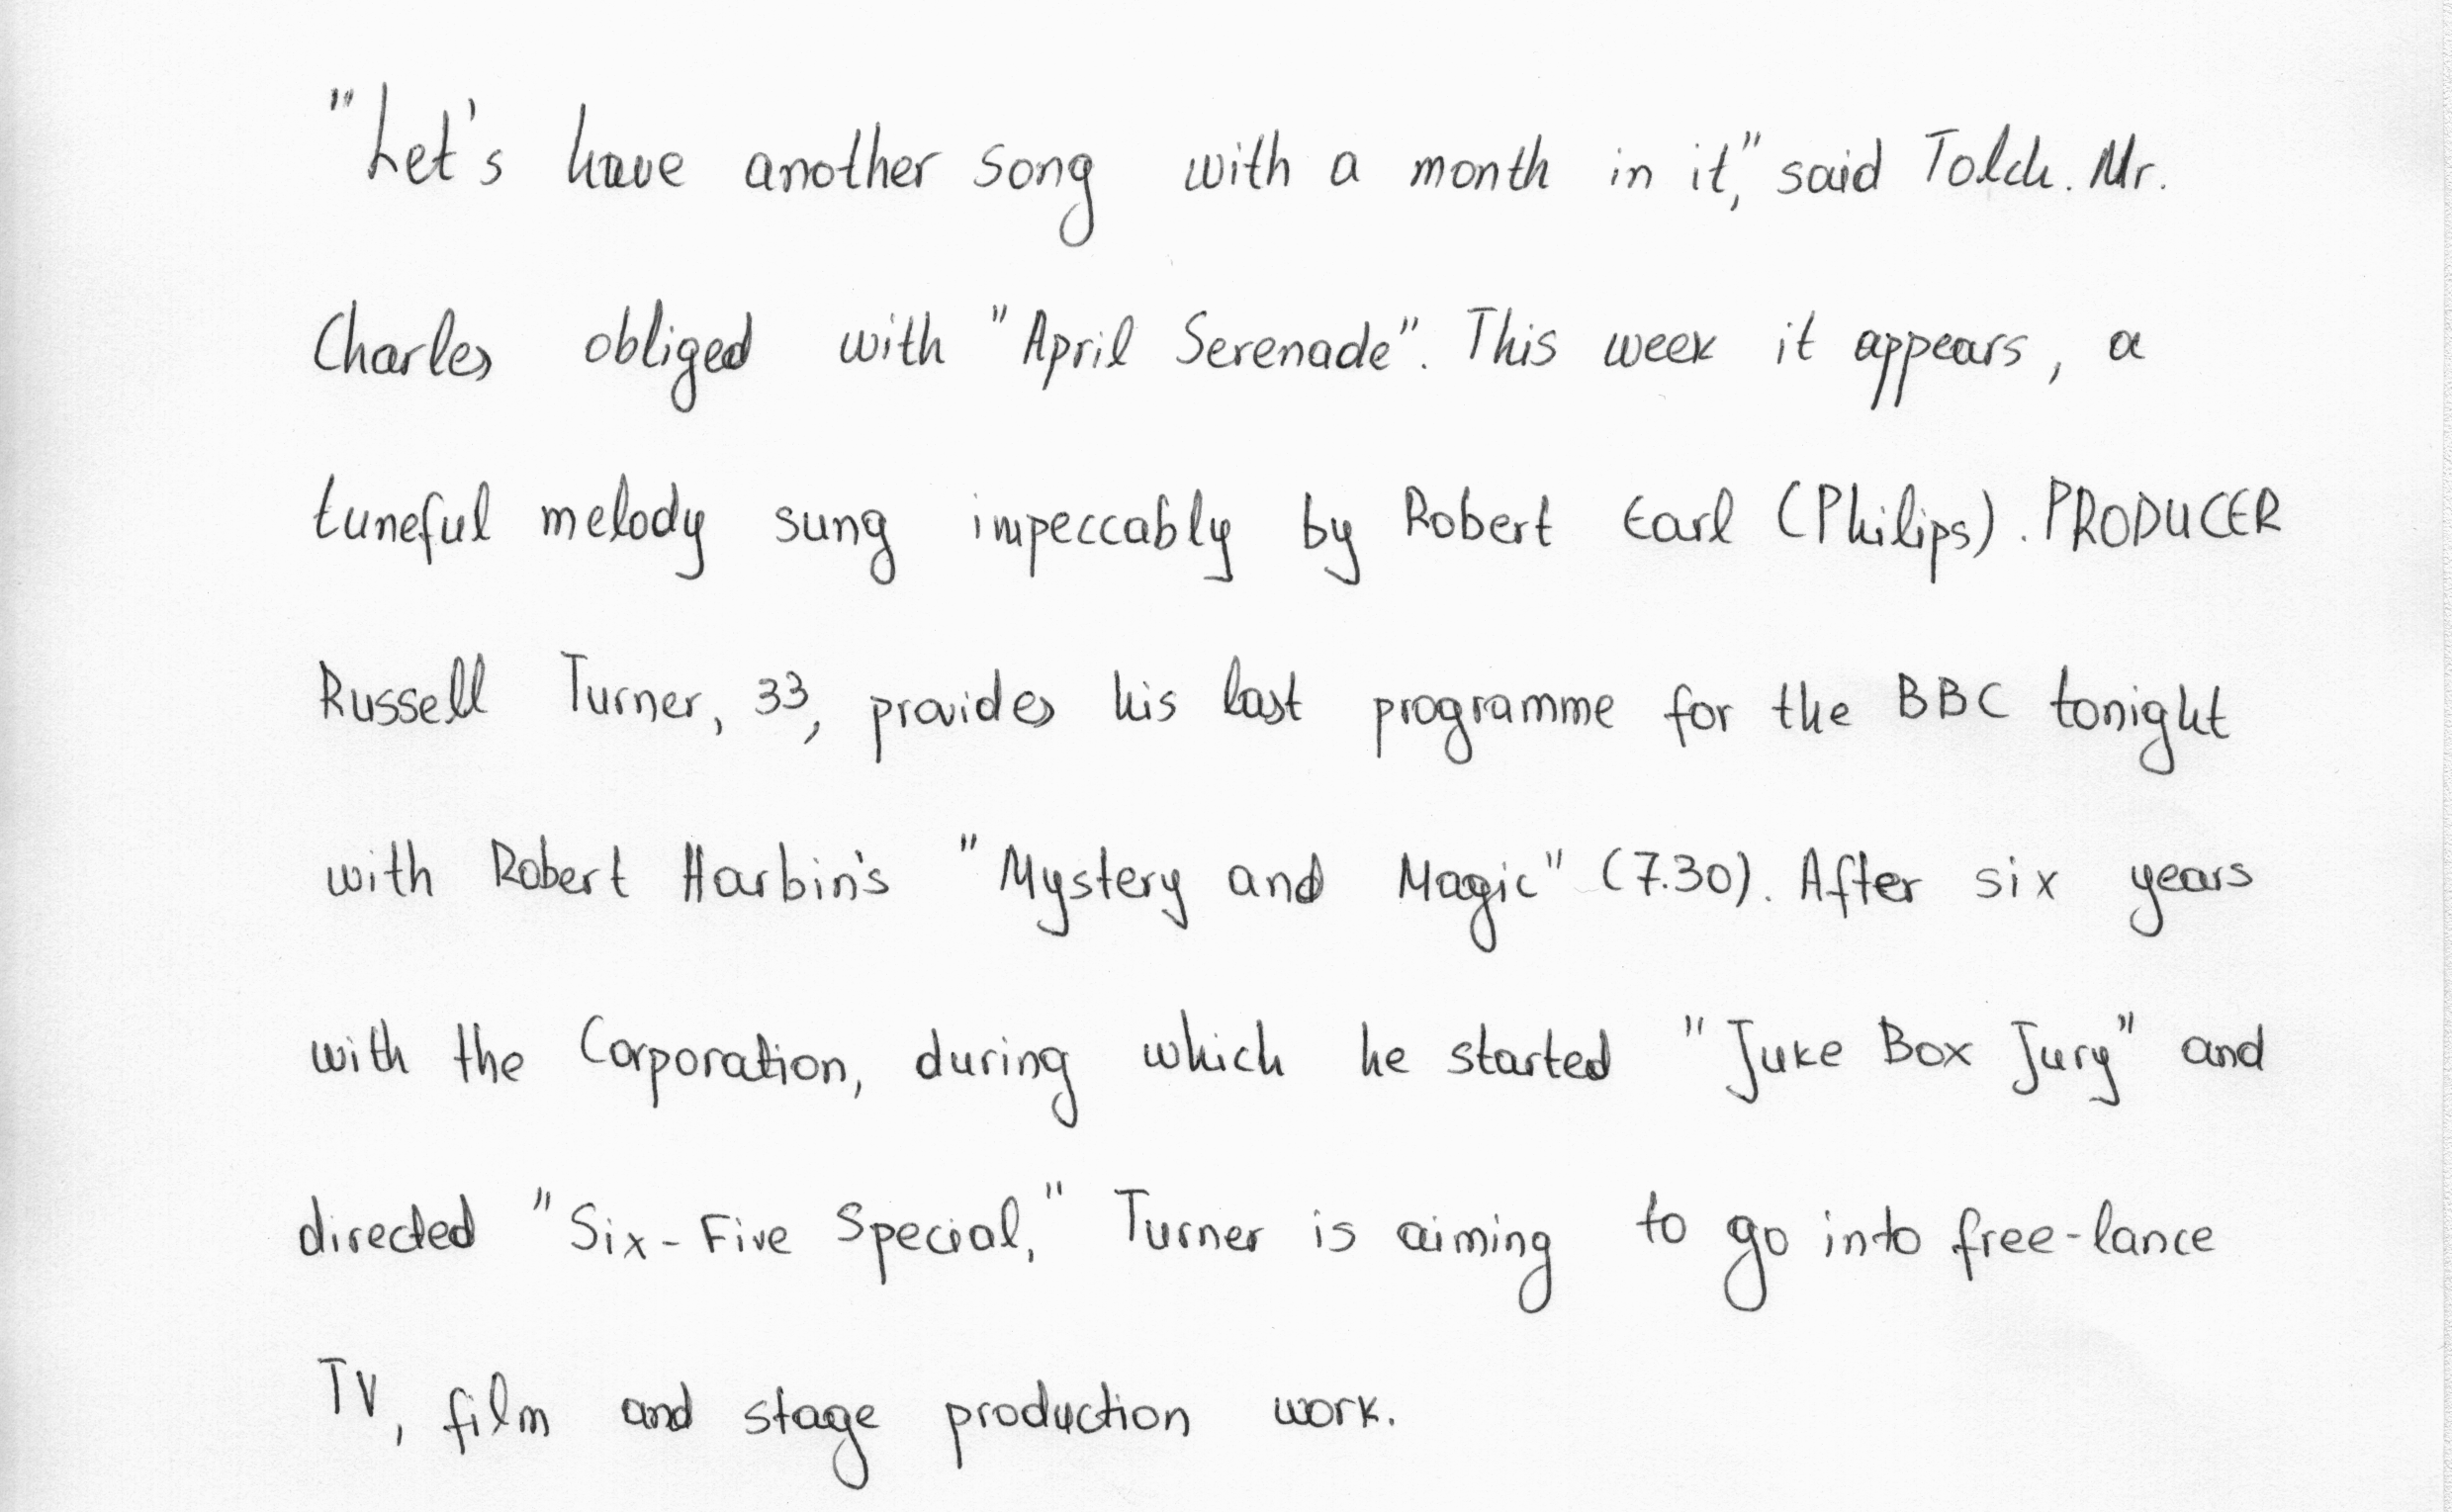 "Let's have another song with a month in it," said Tolch. Mr.
Charles obliged with "April Serenade". This week it appears, a
tuneful melody sung impeccably by Robert Earl (Philips). PRODUCER
Russell Turner, 33, provides his last programme for the BBC tonight
with Robert Harbin's "Mystery and Magic" (7.30). After six years
with the Corporation, during which he started "Juke Box Jury" and
directed "Six-Five Special," Turner is aiming to go into free-lance
TV, film and stage production work.